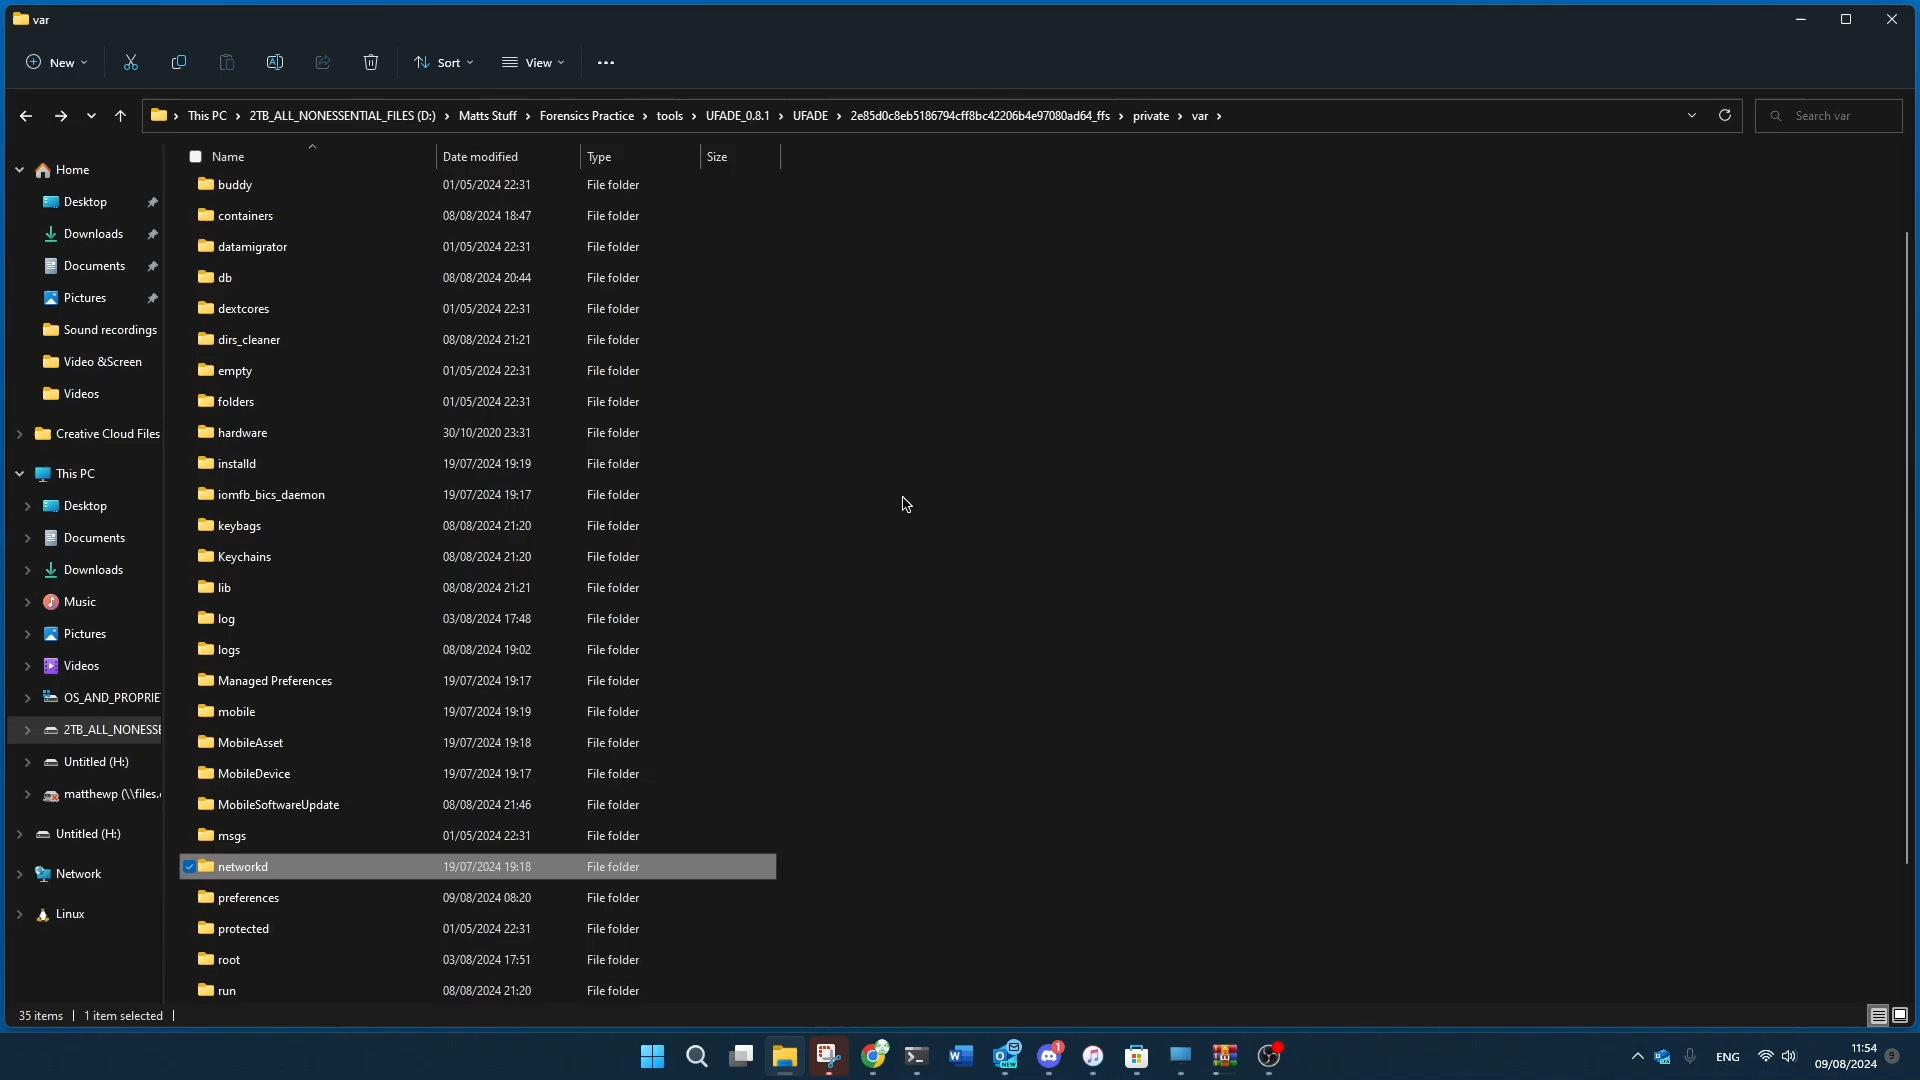 var
New
Sort
View
This PC > 2TB_ALL_NONESSENTIAL_FILES (D:) > Matts Stuff > Forensics Practice > tools > UFADE_0.8.1 > UFADE > 2e85d0c8eb5186794cff8bc42206b4e97080ad64_ffs > private > var >
Search var
Home
Desktop
Downloads
Documents
Pictures
Sound recordings
Video &Screen
Videos
Creative Cloud Files
This PC
Desktop
Documents
Downloads
Music
Pictures
Videos
OS_AND_PROPRIE
2TB_ALL_NONESSE
Untitled (H:)
matthewp (\\files.
Untitled (H:)
Network
Linux
Name Date modified Type Size
buddy 01/05/2024 22:31 File folder
containers 08/08/2024 18:47 File folder
datamigrator 01/05/2024 22:31 File folder
db 08/08/2024 20:44 File folder
dextcores 01/05/2024 22:31 File folder
dirs_cleaner 08/08/2024 21:21 File folder
empty 01/05/2024 22:31 File folder
folders 01/05/2024 22:31 File folder
hardware 30/10/2020 23:31 File folder
installd 19/07/2024 19:19 File folder
iomfb_bics_daemon 19/07/2024 19:17 File folder
keybags 08/08/2024 21:20 File folder
Keychains 08/08/2024 21:20 File folder
lib 08/08/2024 21:21 File folder
log 03/08/2024 17:48 File folder
logs 08/08/2024 19:02 File folder
Managed Preferences 19/07/2024 19:17 File folder
mobile 19/07/2024 19:19 File folder
MobileAsset 19/07/2024 19:18 File folder
MobileDevice 19/07/2024 19:17 File folder
MobileSoftwareUpdate 08/08/2024 21:46 File folder
msgs 01/05/2024 22:31 File folder
networkd 19/07/2024 19:18 File folder
preferences 09/08/2024 08:20 File folder
protected 01/05/2024 22:31 File folder
root 03/08/2024 17:51 File folder
run 08/08/2024 21:20 File folder
35 items | 1 item selected |
ENG
11:54
09/08/2024
9
1
NEW